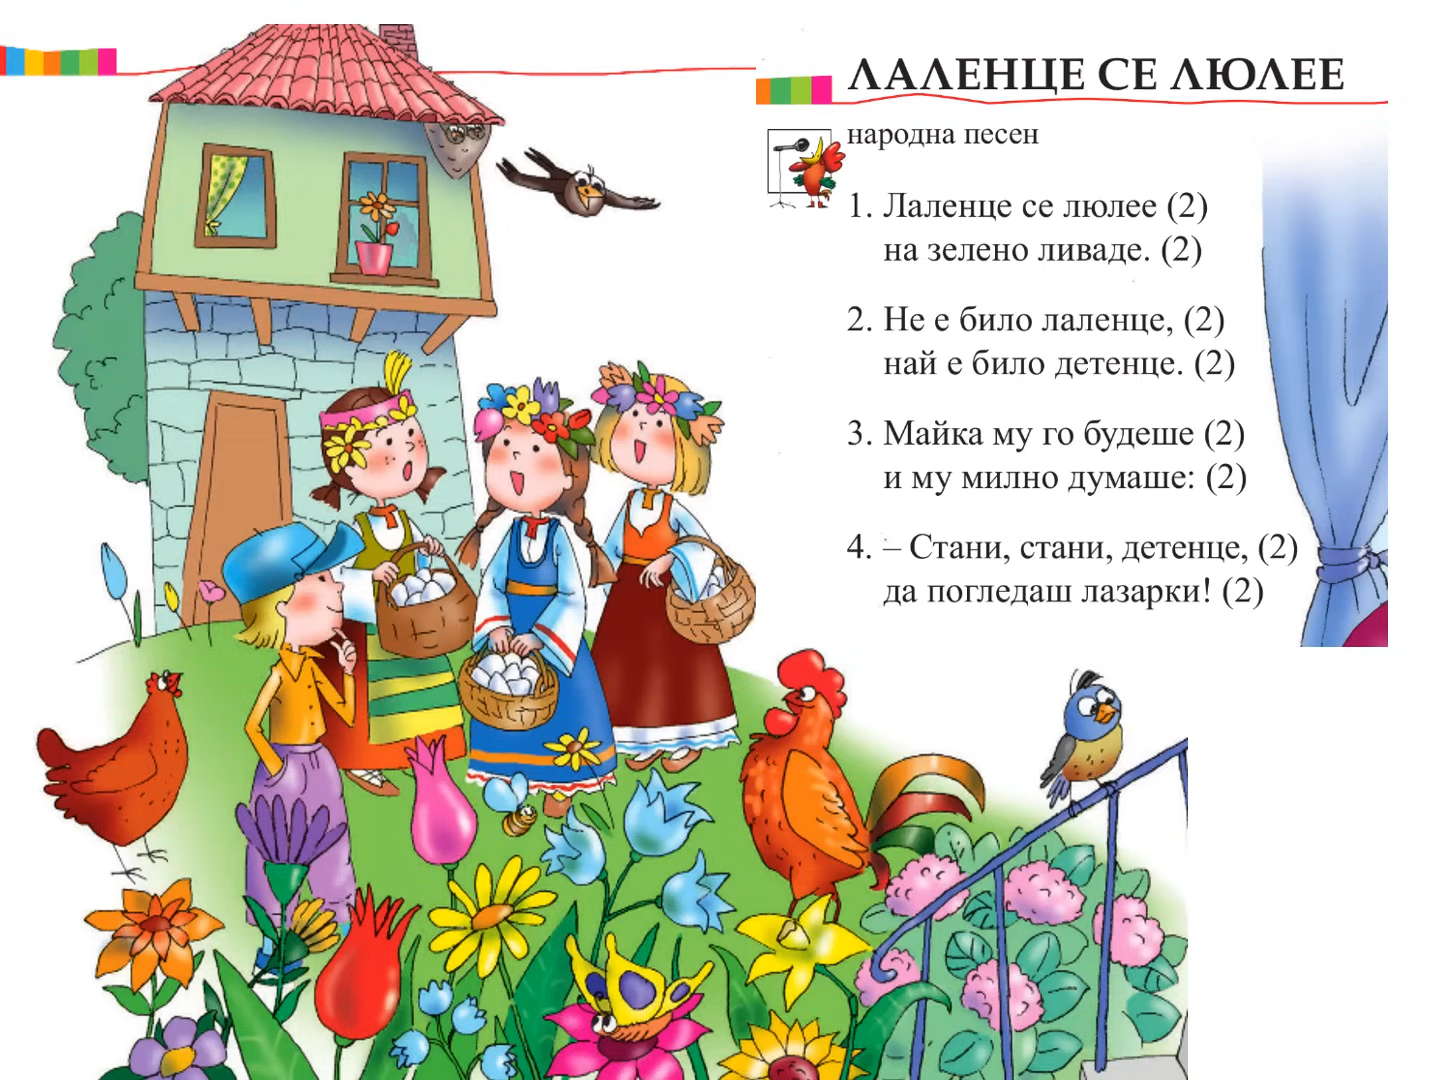 ЛАЛЕНЦЕ СЕ ЛЮЛЕЕ
народна песен
1. Лаленце се люлее (2)
на зелено ливаде. (2)
2. Не е било лаленце, (2)
най е било детенце. (2)
3. Майка му го будеше (2)
и му милно думаше: (2)
4. – Стани, стани, детенце, (2)
да погледаш лазарки! (2)